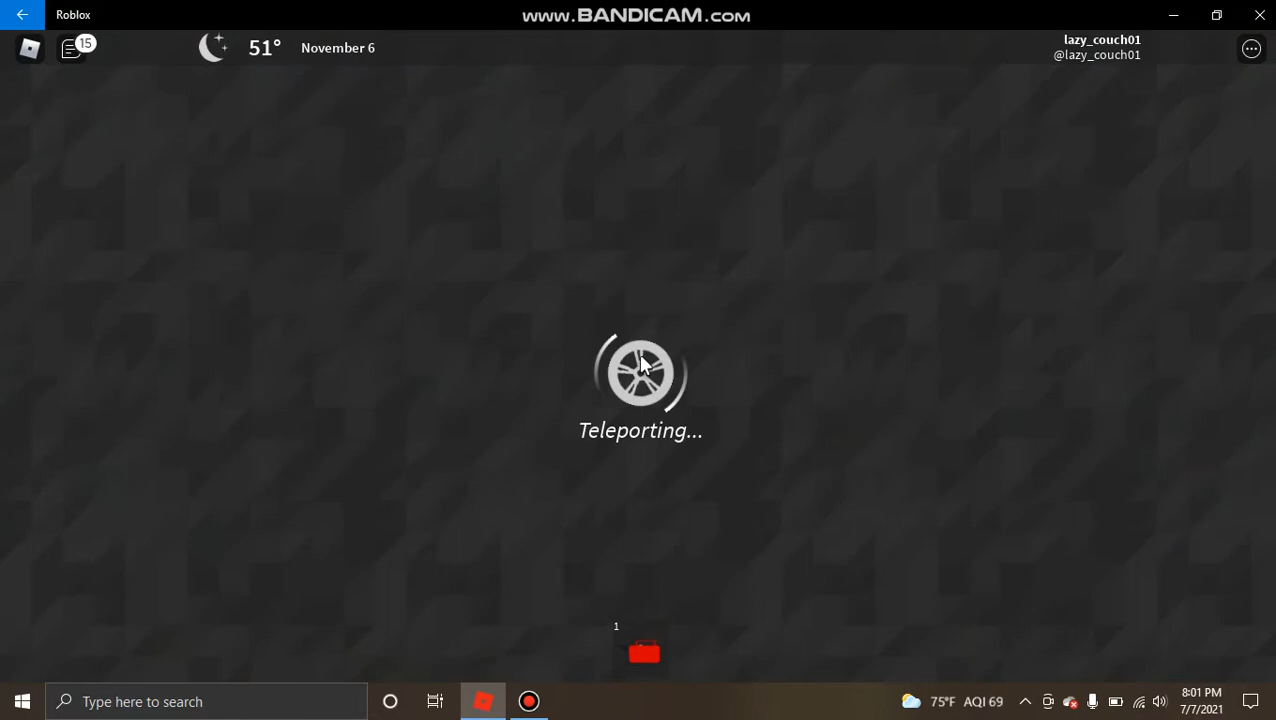 Roblox
www.BANDICAM.com
15
51°
November 6
lazy_couch01
@lazy_couch01
Teleporting...
1
Type here to search
75°F AQI 69
8:01 PM
7/7/2021